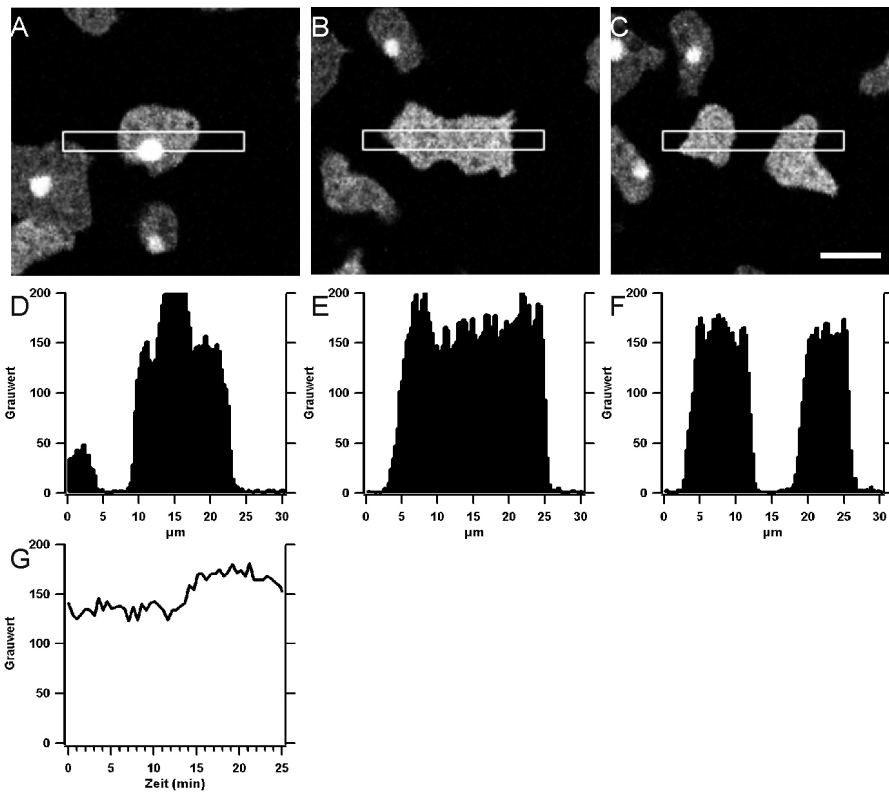 A B C
D E F
200 200 200
150 150 150
Grauwert Grauwert Grauwert
100 100 100
50 50 50
0 0 0
0 5 10 15 20 25 30 0 5 10 15 20 25 30 0 5 10 15 20 25 30
µm µm µm
G
200
150
Grauwert
100
50
0
0 5 10 15 20 25
Zeit (min)